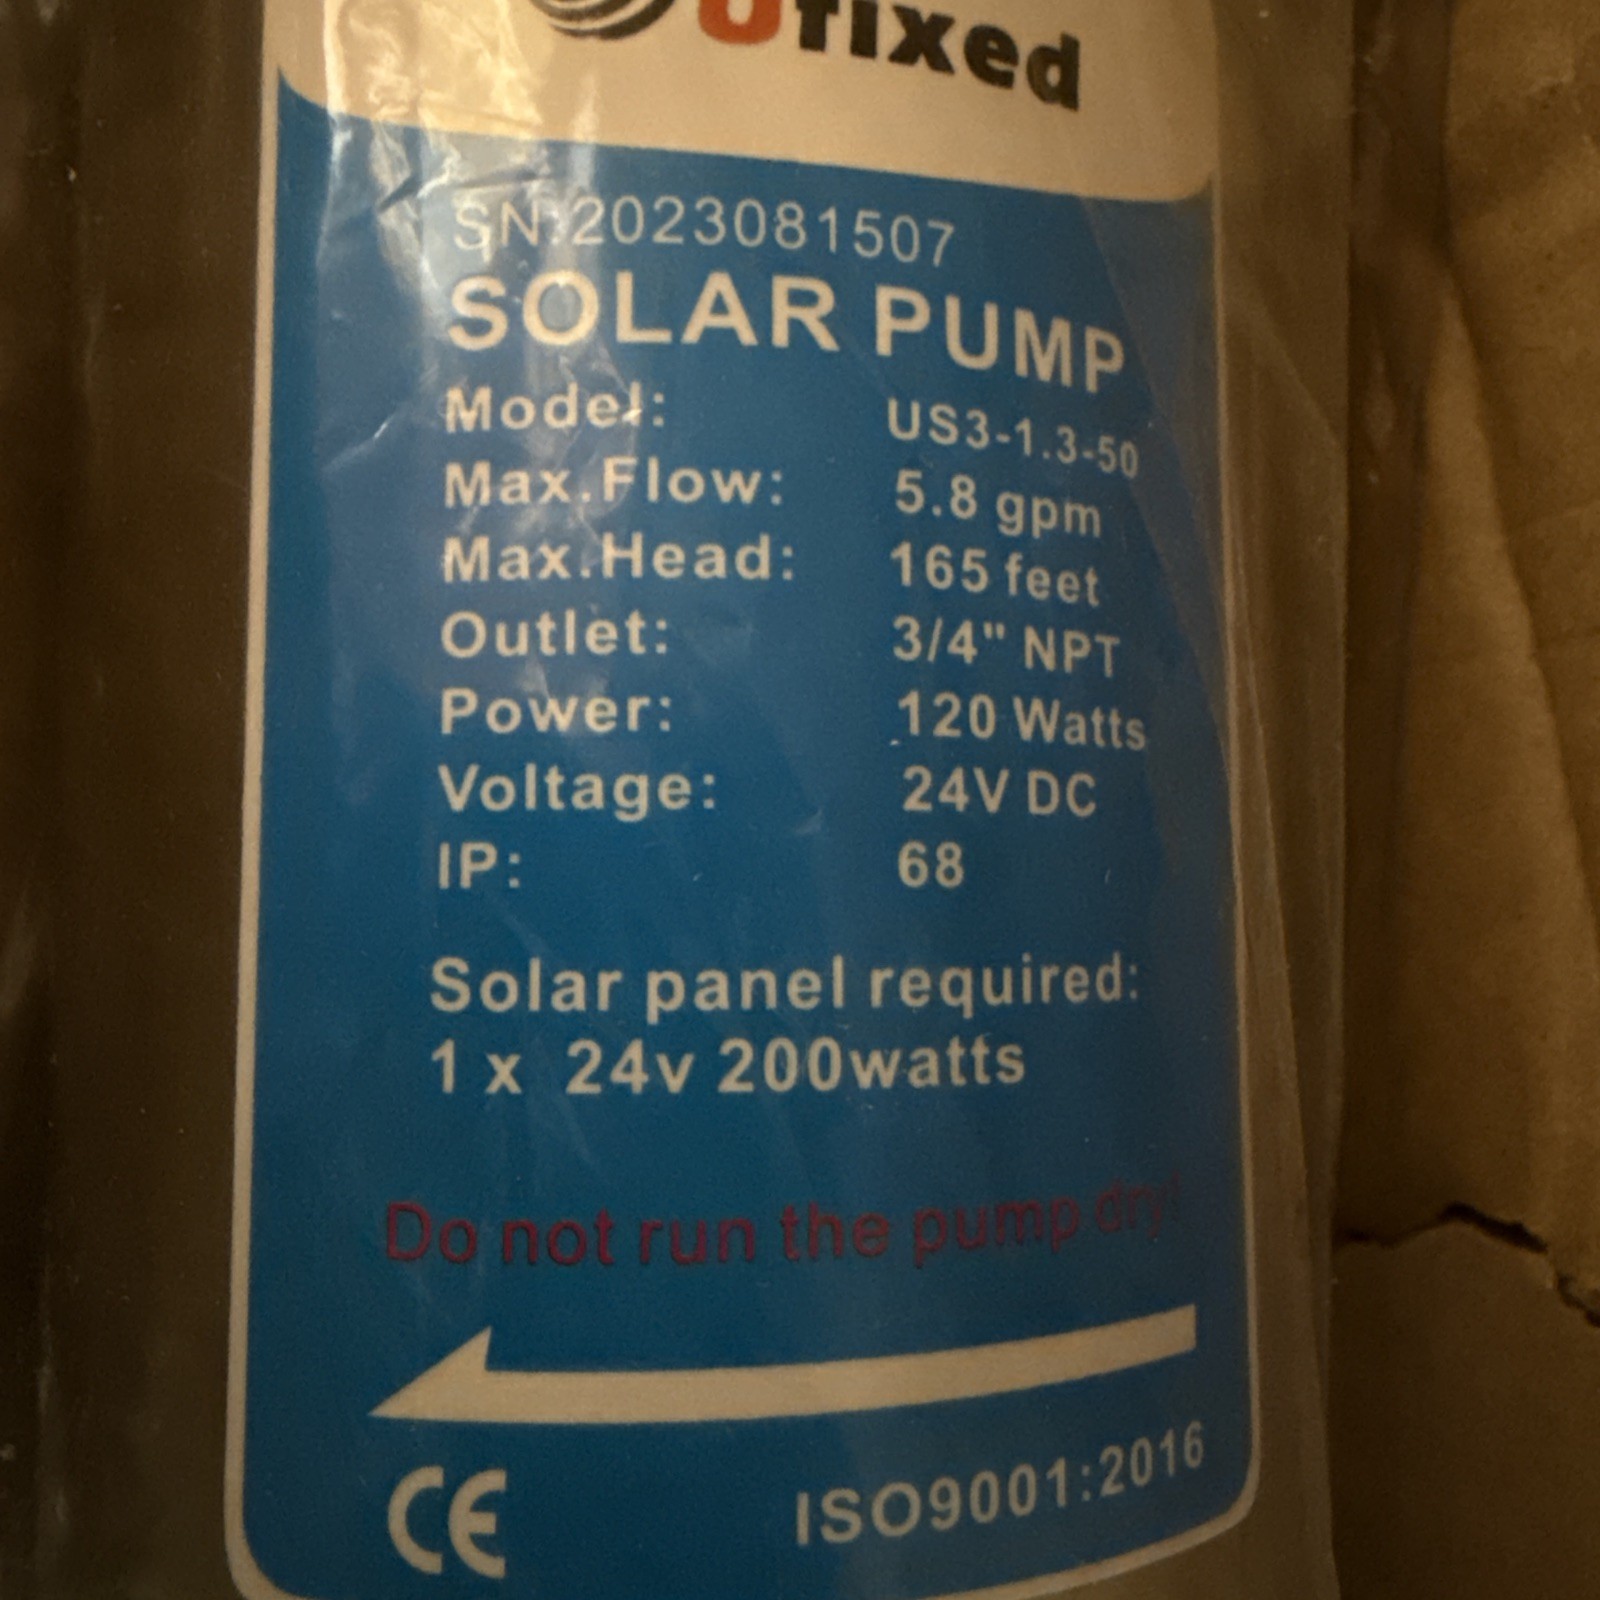 Ufixed
SN:2023081507
SOLAR PUMP
Model: US3-1.3-50
Max.Flow: 5.8 gpm
Max.Head: 165 feet
Outlet: 3/4" NPT
Power: 120 Watts
Voltage: 24V DC
IP: 68
Solar panel required:
1 x 24v 200watts
Do not run the pump dry!
CE ISO9001:2016